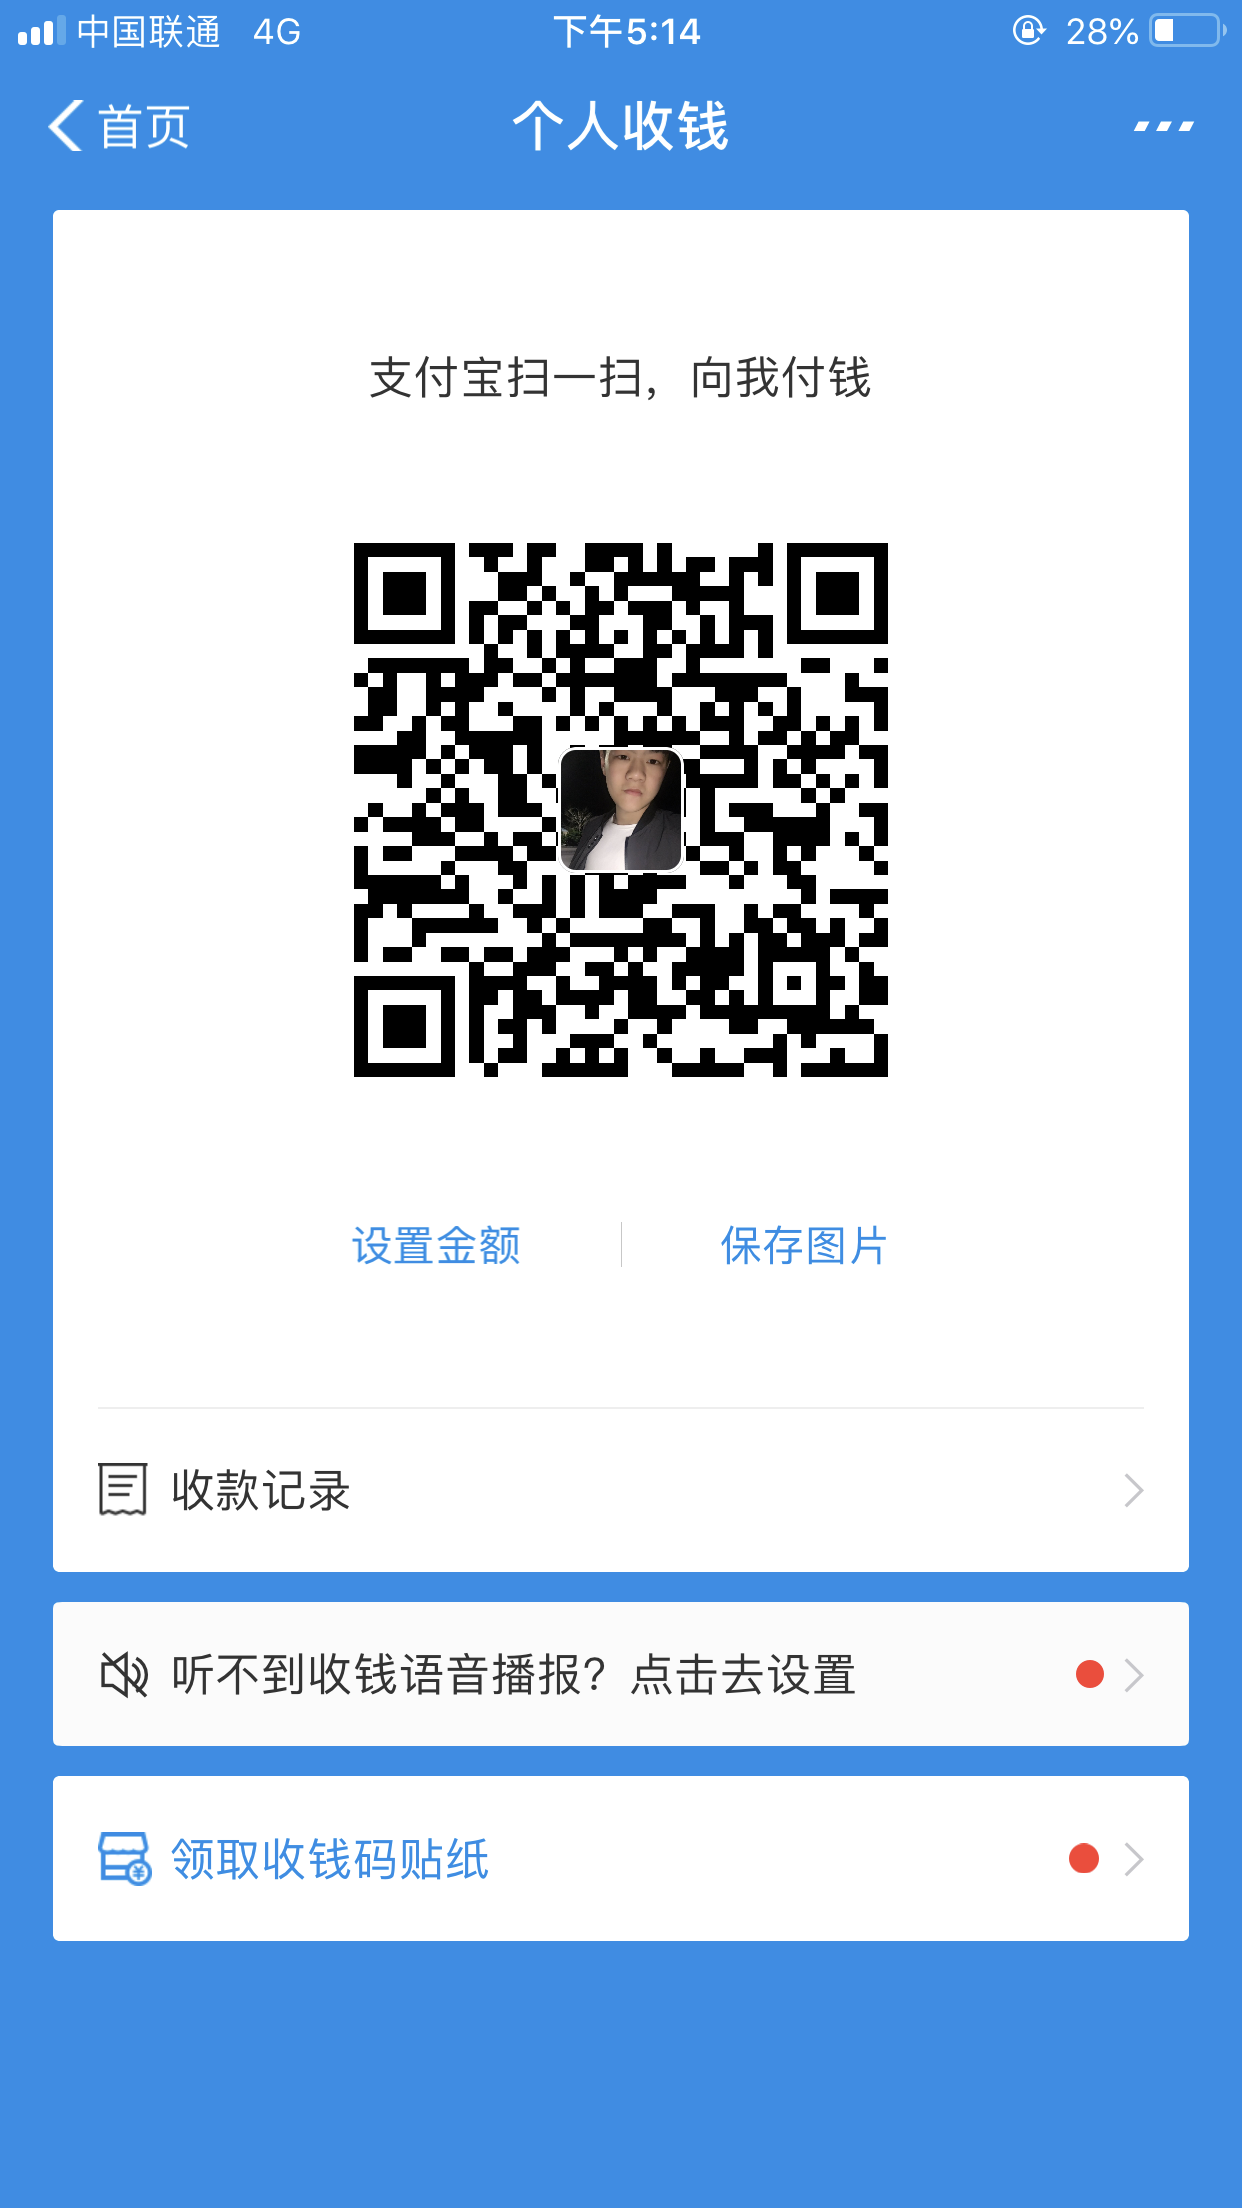 中国联通 4G 下午5:14 28%
首页 个人收钱
支付宝扫一扫，向我付钱
设置金额 保存图片
收款记录
听不到收钱语音播报？点击去设置
领取收钱码贴纸